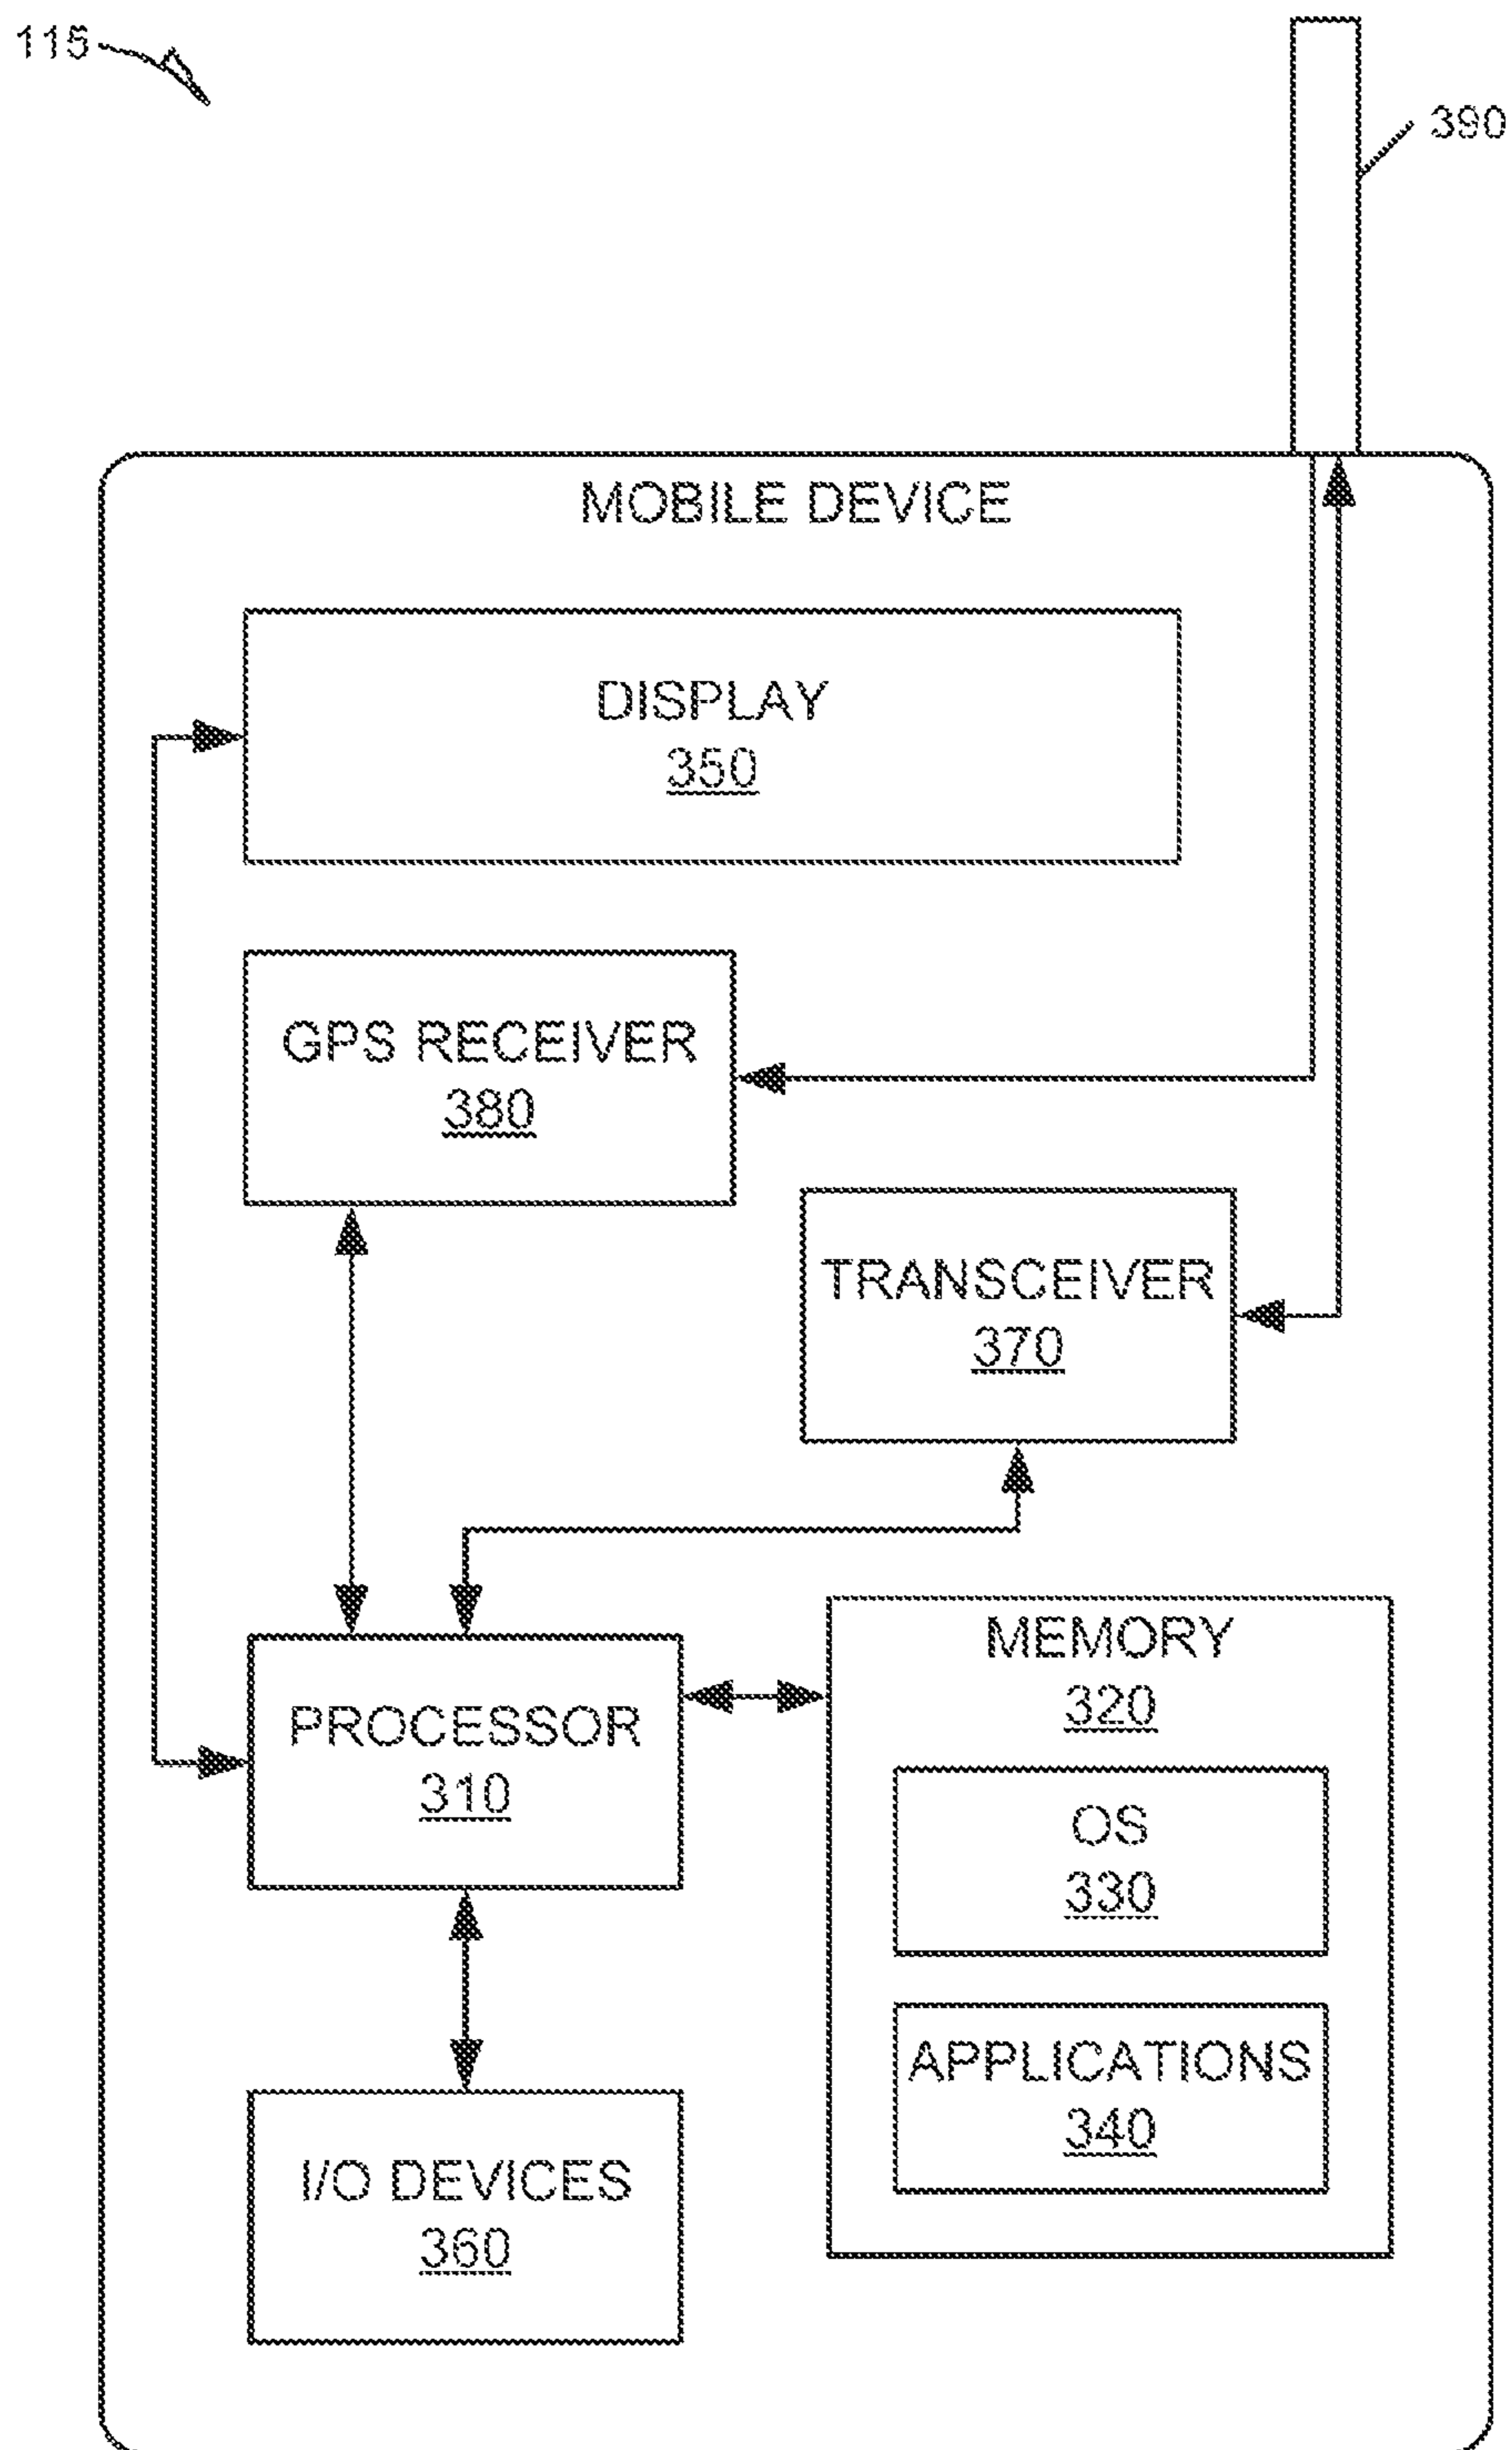 115
390
MOBILE DEVICE
DISPLAY
350
GPS RECEIVER
380
TRANSCEIVER
370
PROCESSOR
310
MEMORY
320
OS
330
APPLICATIONS
340
I/O DEVICES
360